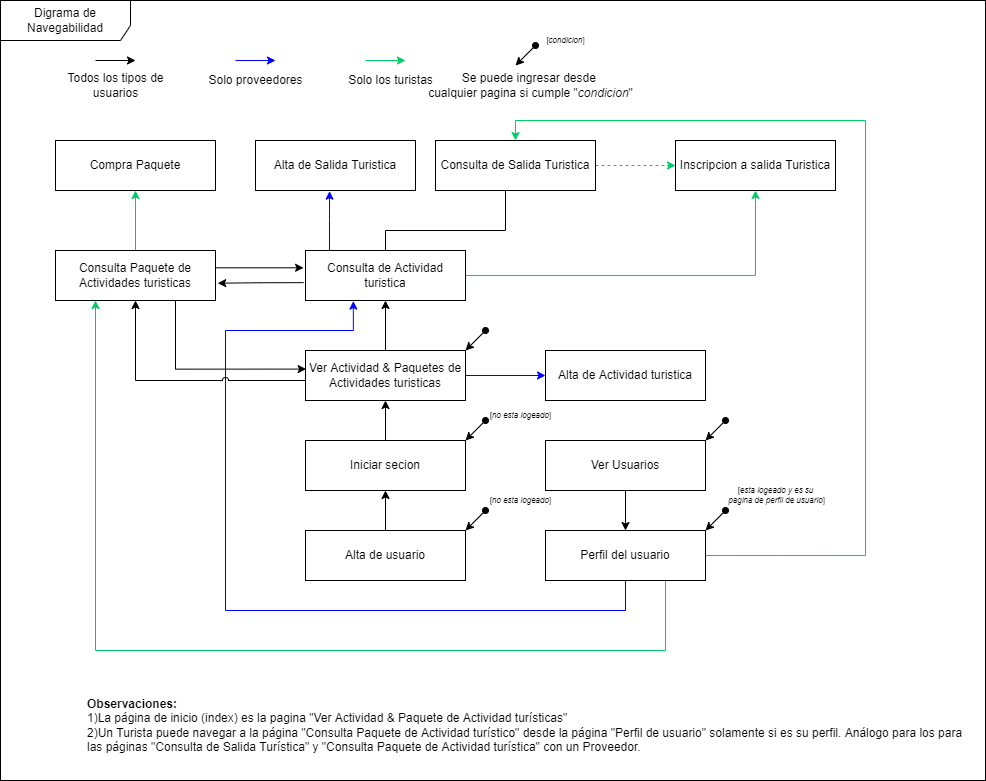 Digrama de
Navegabilidad
[condicion]
Todos los tipos de
usuarios
Solo proveedores
Solo los turistas
Se puede ingresar desde
cualquier pagina si cumple "condicion"
Compra Paquete
Alta de Salida Turistica
Consulta de Salida Turistica
Inscripcion a salida Turistica
Consulta Paquete de
Actividades turisticas
Consulta de Actividad
turistica
Ver Actividad & Paquetes de
Actividades turisticas
Alta de Actividad turistica
[no esta logeado]
Iniciar secion
Ver Usuarios
[no esta logeado]
[esta logeado y es su
pagina de perfil de usuario]
Alta de usuario
Perfil del usuario
Observaciones:
1)La página de inicio (index) es la pagina "Ver Actividad & Paquete de Actividad turísticas"
2)Un Turista puede navegar a la página "Consulta Paquete de Actividad turístico" desde la página "Perfil de usuario" solamente si es su perfil. Análogo para los para
las páginas "Consulta de Salida Turística" y "Consulta Paquete de Actividad turística" con un Proveedor.